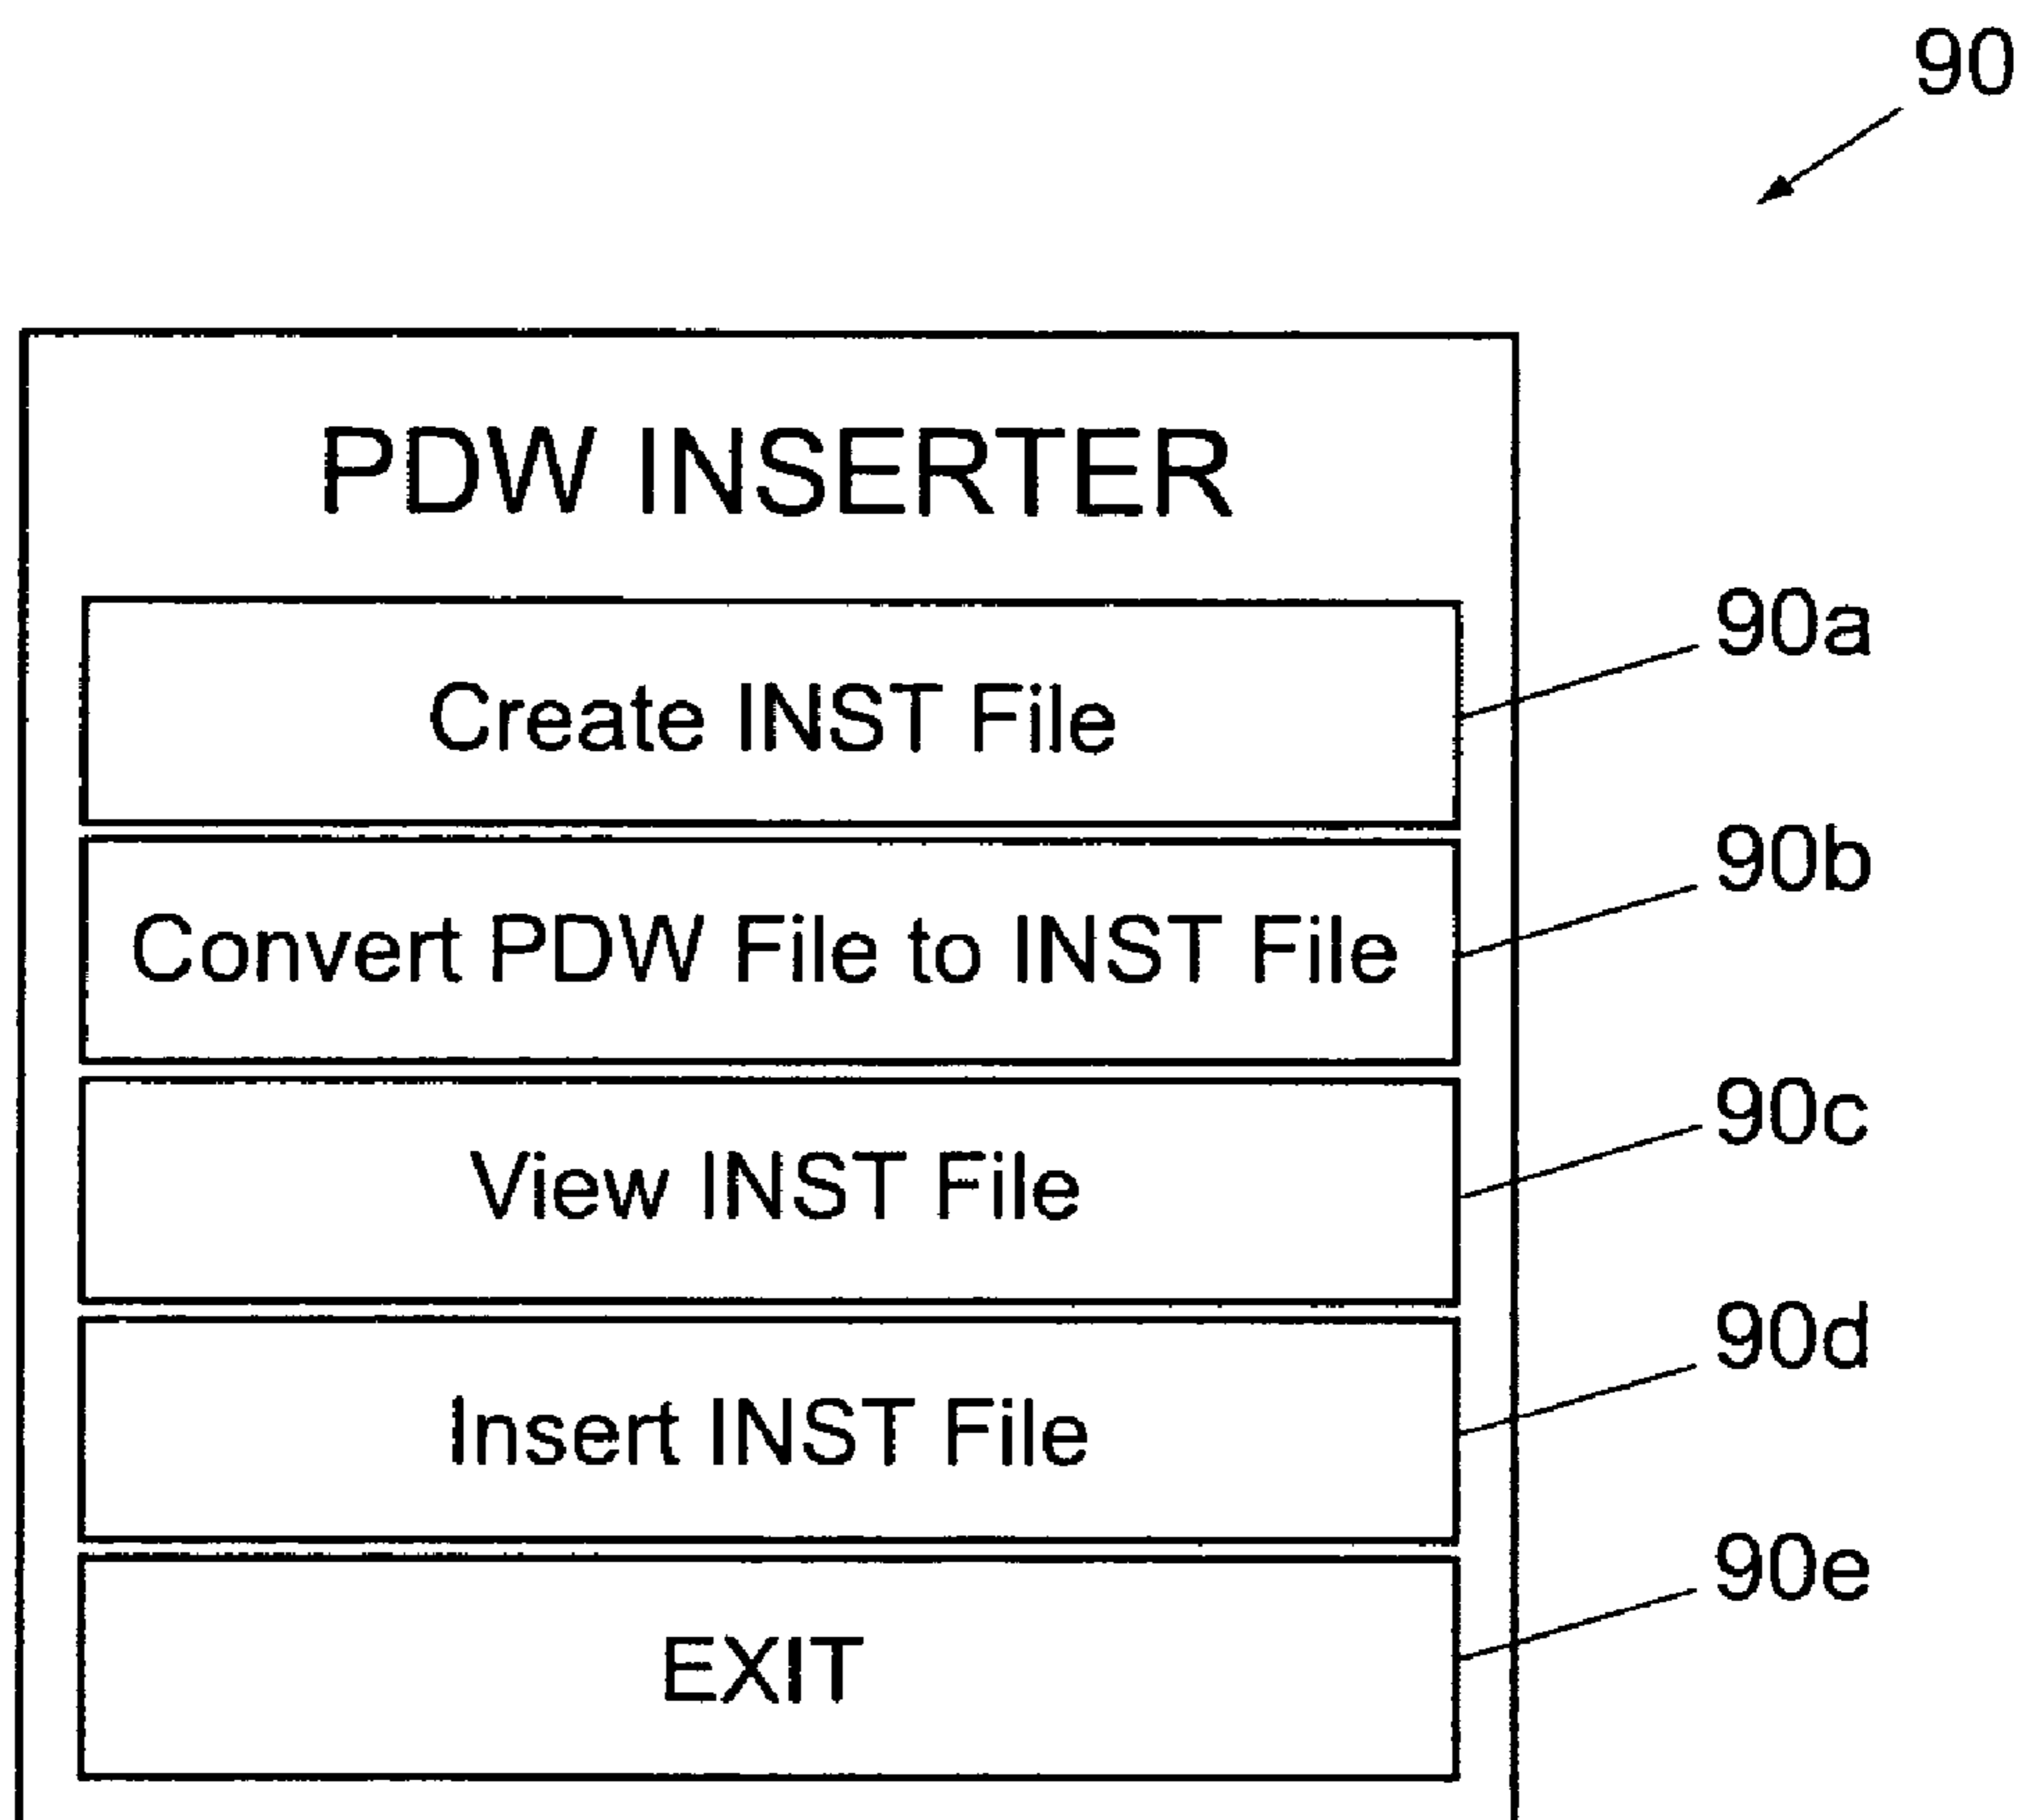 90
PDW INSERTER
Create INST File
90a
Convert PDW File to INST File
90b
View INST File
90c
Insert INST File
90d
EXIT
90e